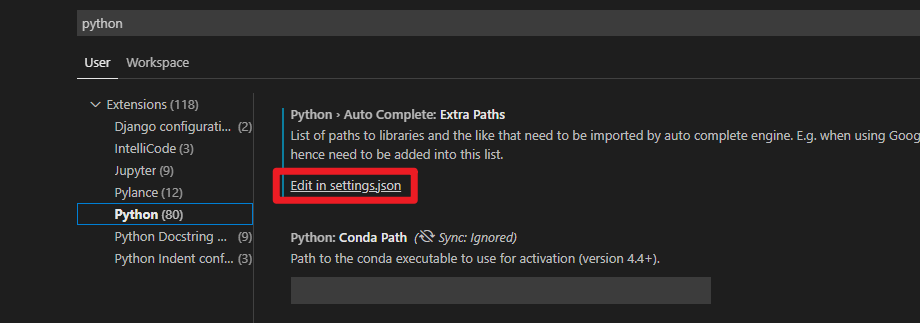 python
User Workspace
Extensions (118)
Django configurati... (2)
IntelliCode (3)
Jupyter (9)
Pylance (12)
Python (80)
Python Docstring ... (9)
Python Indent conf... (3)
Python › Auto Complete: Extra Paths
List of paths to libraries and the like that need to be imported by auto complete engine. E.g. when using Goog
hence need to be added into this list.
Edit in settings.json
Python: Conda Path (Sync: Ignored)
Path to the conda executable to use for activation (version 4.4+).